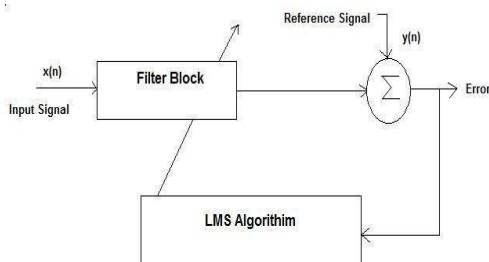 Reference Signal
y(n)
x(n)
Filter Block
Σ
Error
Input Signal
LMS Algorithim